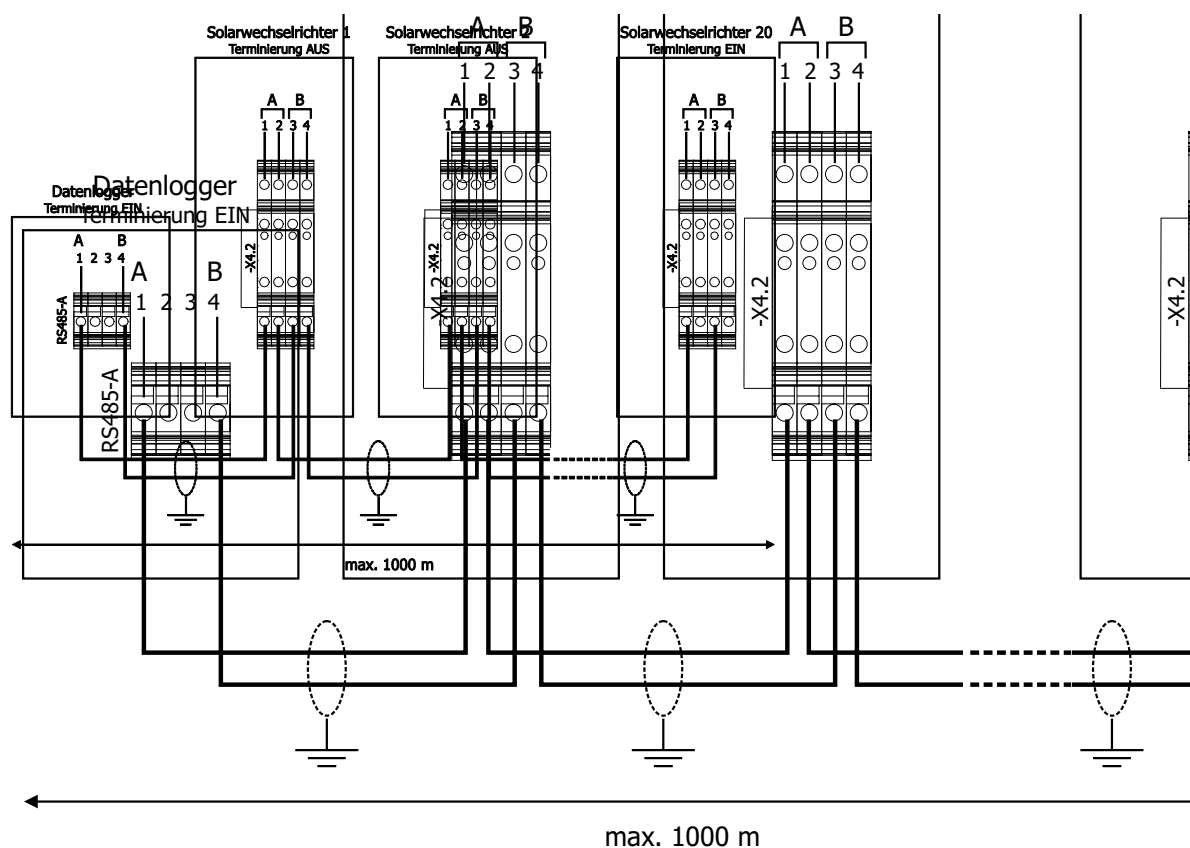 Solarwechselrichter 1
Terminierung AUS
Solarwechselrichter 2
Terminierung AUS
Solarwechselrichter 20
Terminierung EIN
A B
1 2 3 4
A B
1 2 3 4
A B
1 2 3 4
A B
1 2 3 4
A B
1 2 3 4
Datenlogger
Terminierung EIN
Datenlogger
Terminierung EIN
A B
1 2 3 4
A B
1 2 3 4
RS485-A
RS485-A
-X4.2
-X4.2
-X4.2
-X4.2
-X4.2
-X4.2
max. 1000 m
max. 1000 m